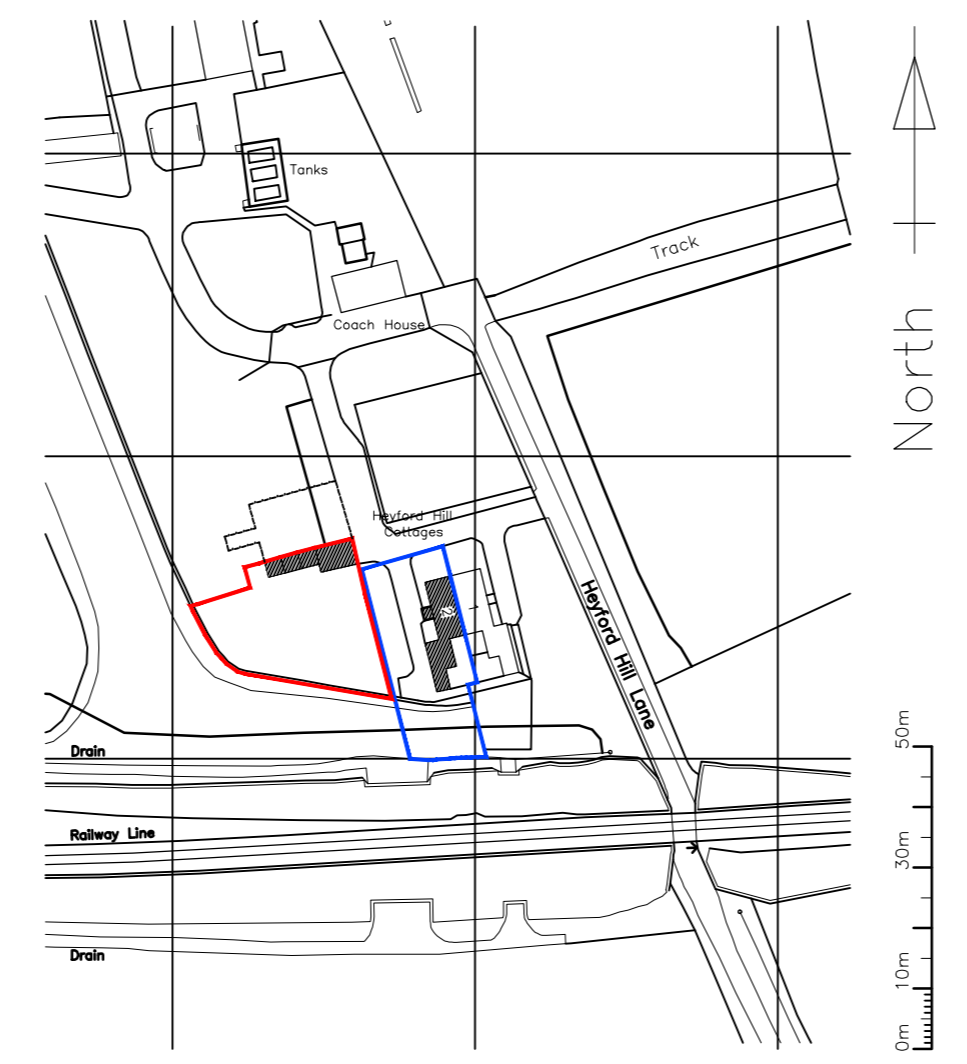 Tanks
Track
Coach House
North
Heyford Hill
Cottages
2
Heyford Hill Lane
Drain
Railway Line
Drain
50m
30m
10m
0m